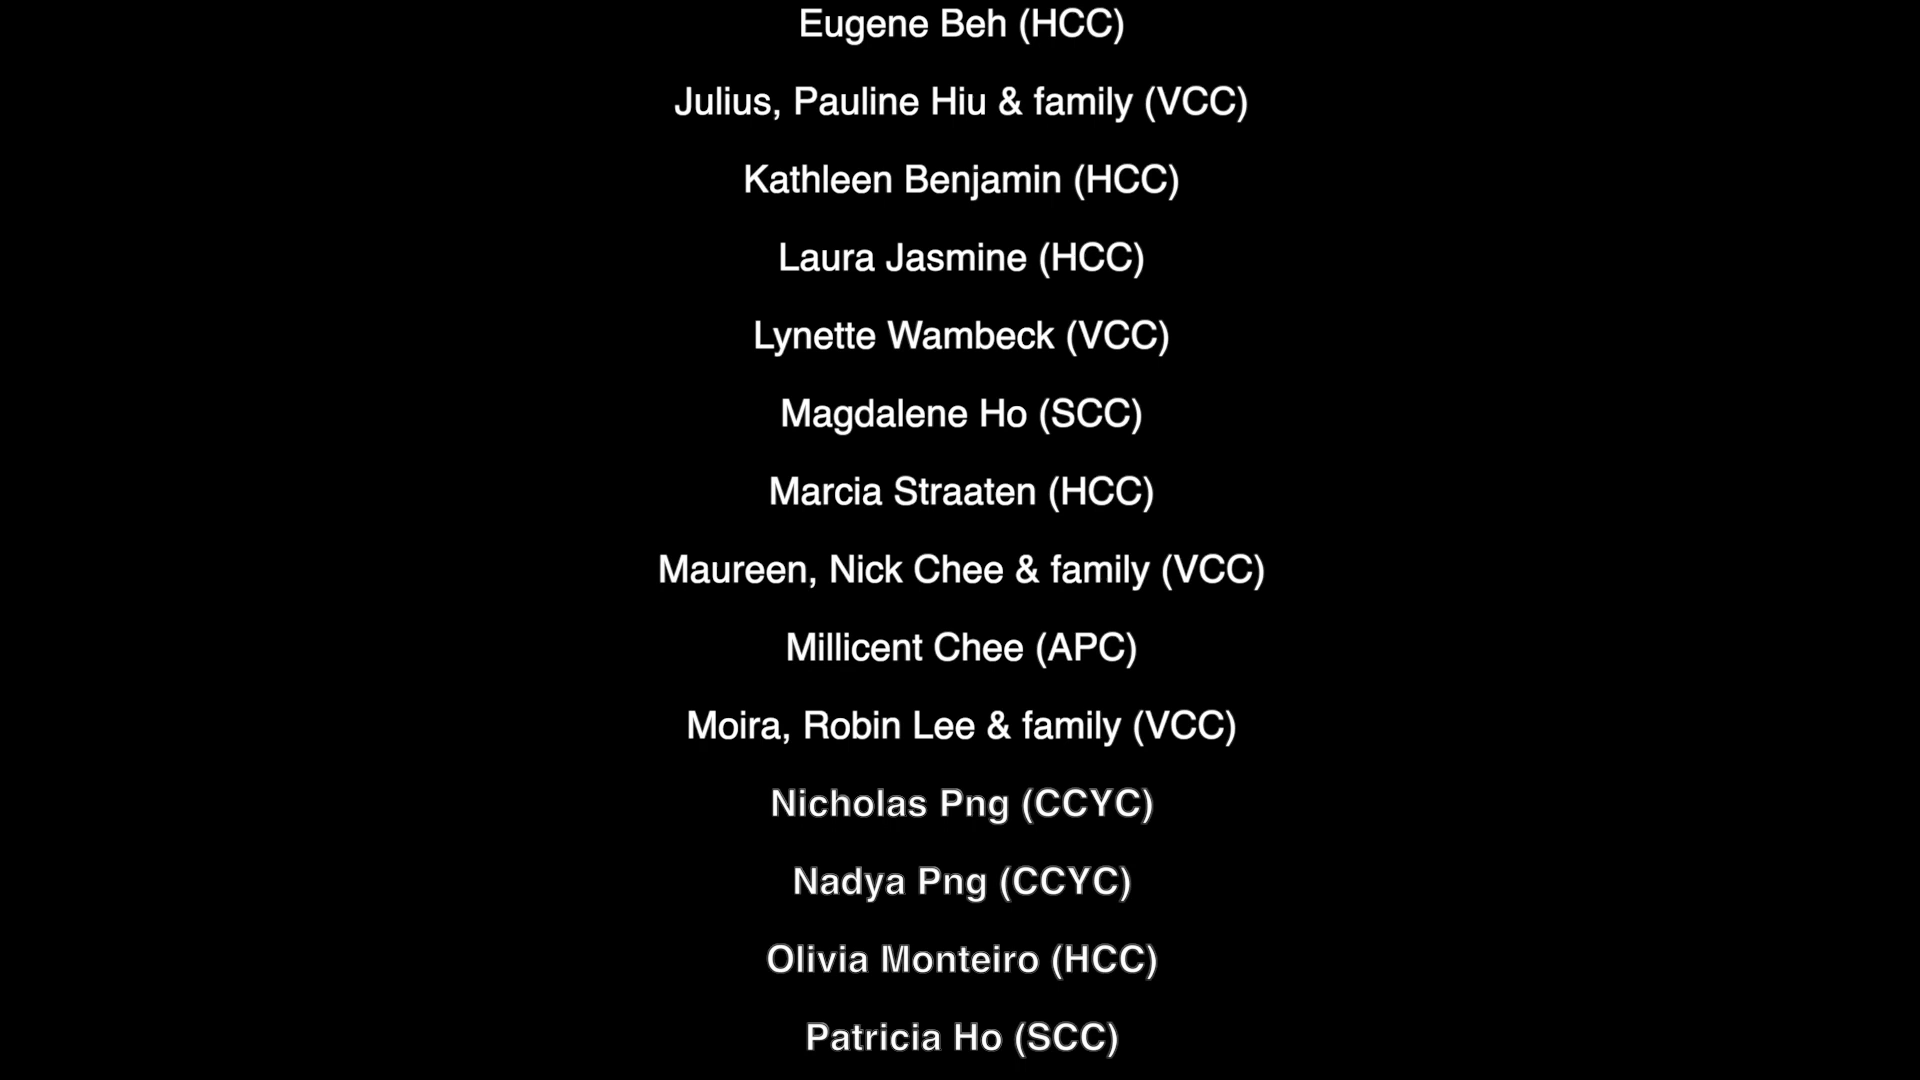 Eugene Beh (HCC)
Julius, Pauline Hiu & family (VCC)
Kathleen Benjamin (HCC)
Laura Jasmine (HCC)
Lynette Wambeck (VCC)
Magdalene Ho (SCC)
Marcia Straaten (HCC)
Maureen, Nick Chee & family (VCC)
Millicent Chee (APC)
Moira, Robin Lee & family (VCC)
Nicholas Png (CCYC)
Nadya Png (CCYC)
Olivia Monteiro (HCC)
Patricia Ho (SCC)